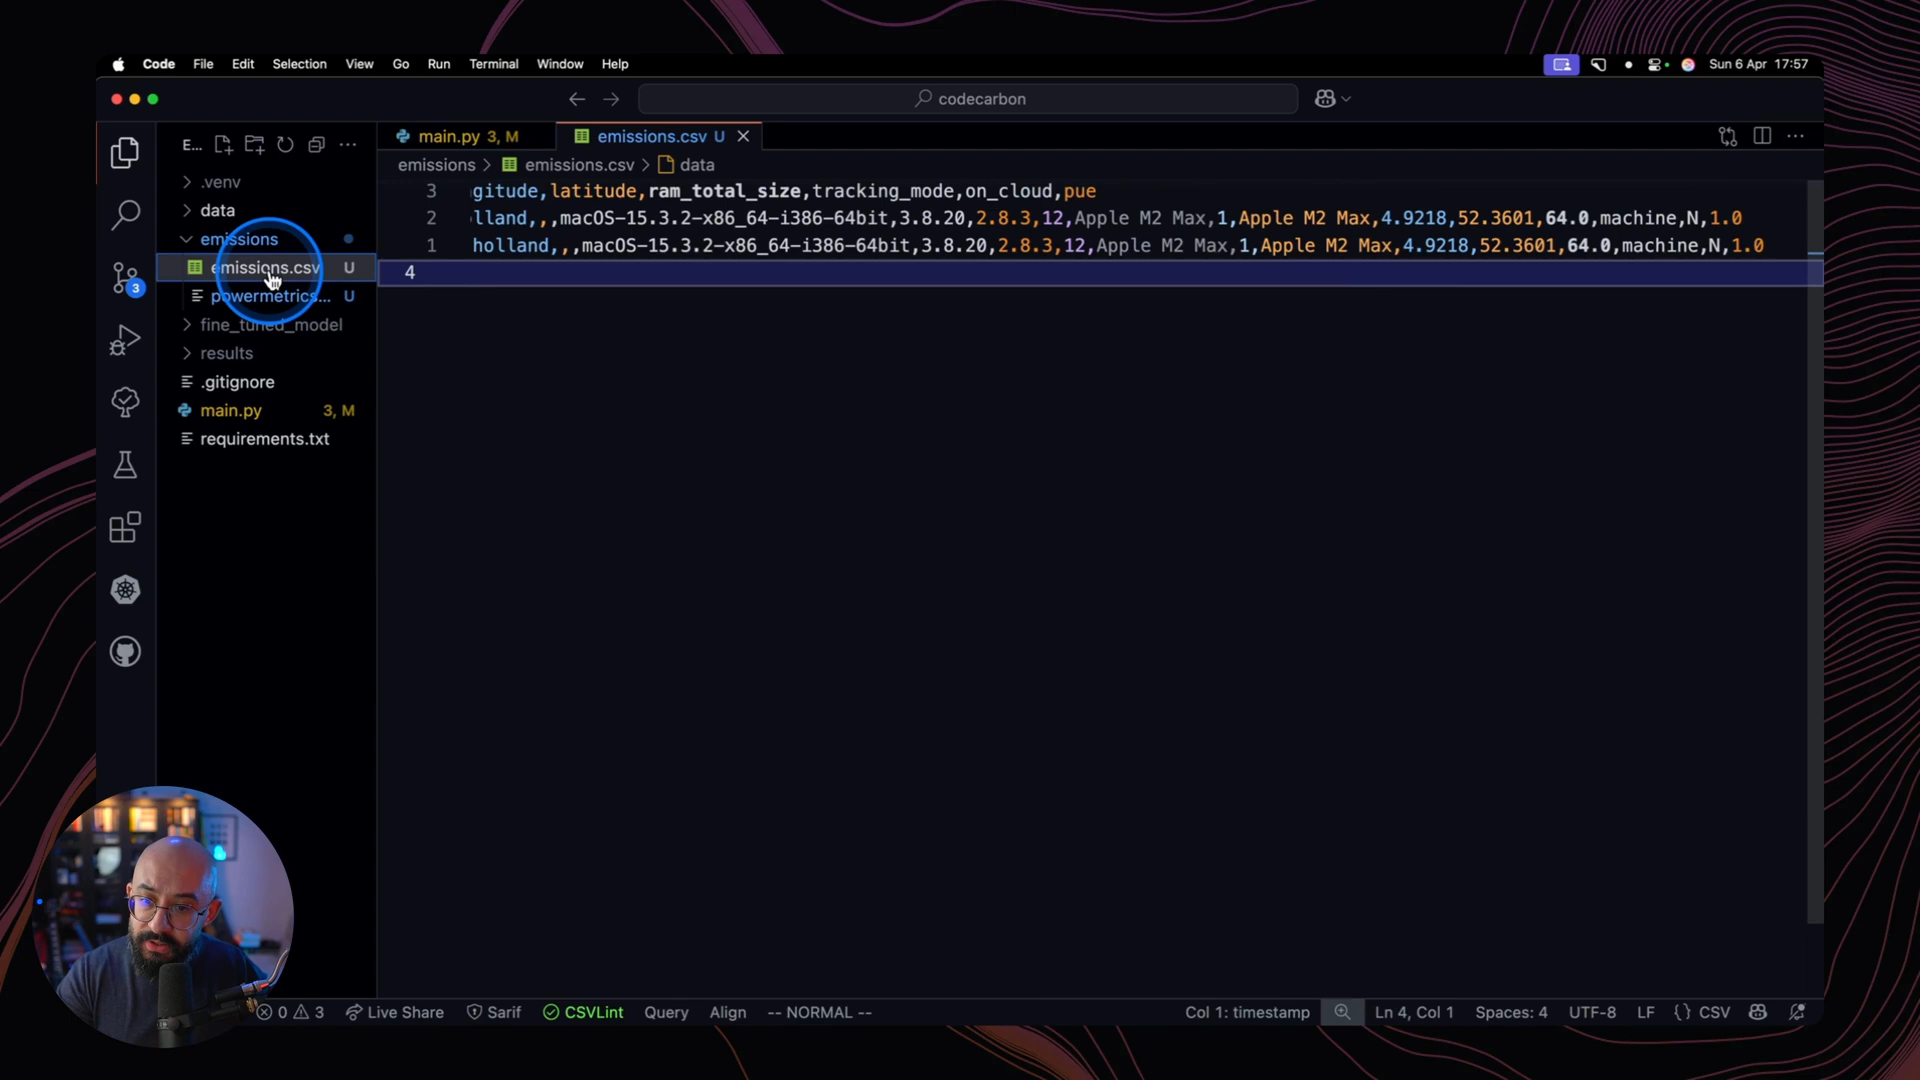 Code File Edit Selection View Go Run Terminal Window Help
Sun 6 Apr 17:57
codecarbon
E...
main.py 3, M
emissions.csv U
emissions > emissions.csv > data
.venv
data
emissions
emissions.csv U
powermetrics... U
fine_tuned_model
results
.gitignore
main.py 3, M
requirements.txt
3
3 gitude,latitude,ram_total_size,tracking_mode,on_cloud,pue
2 lland,,,macOS-15.3.2-x86_64-i386-64bit,3.8.20,2.8.3,12,Apple M2 Max,1,Apple M2 Max,4.9218,52.3601,64.0,machine,N,1.0
1 holland,,,macOS-15.3.2-x86_64-i386-64bit,3.8.20,2.8.3,12,Apple M2 Max,1,Apple M2 Max,4.9218,52.3601,64.0,machine,N,1.0
4
0 3 Live Share Sarif CSVLint Query Align -- NORMAL --
Col 1: timestamp Ln 4, Col 1 Spaces: 4 UTF-8 LF {} CSV